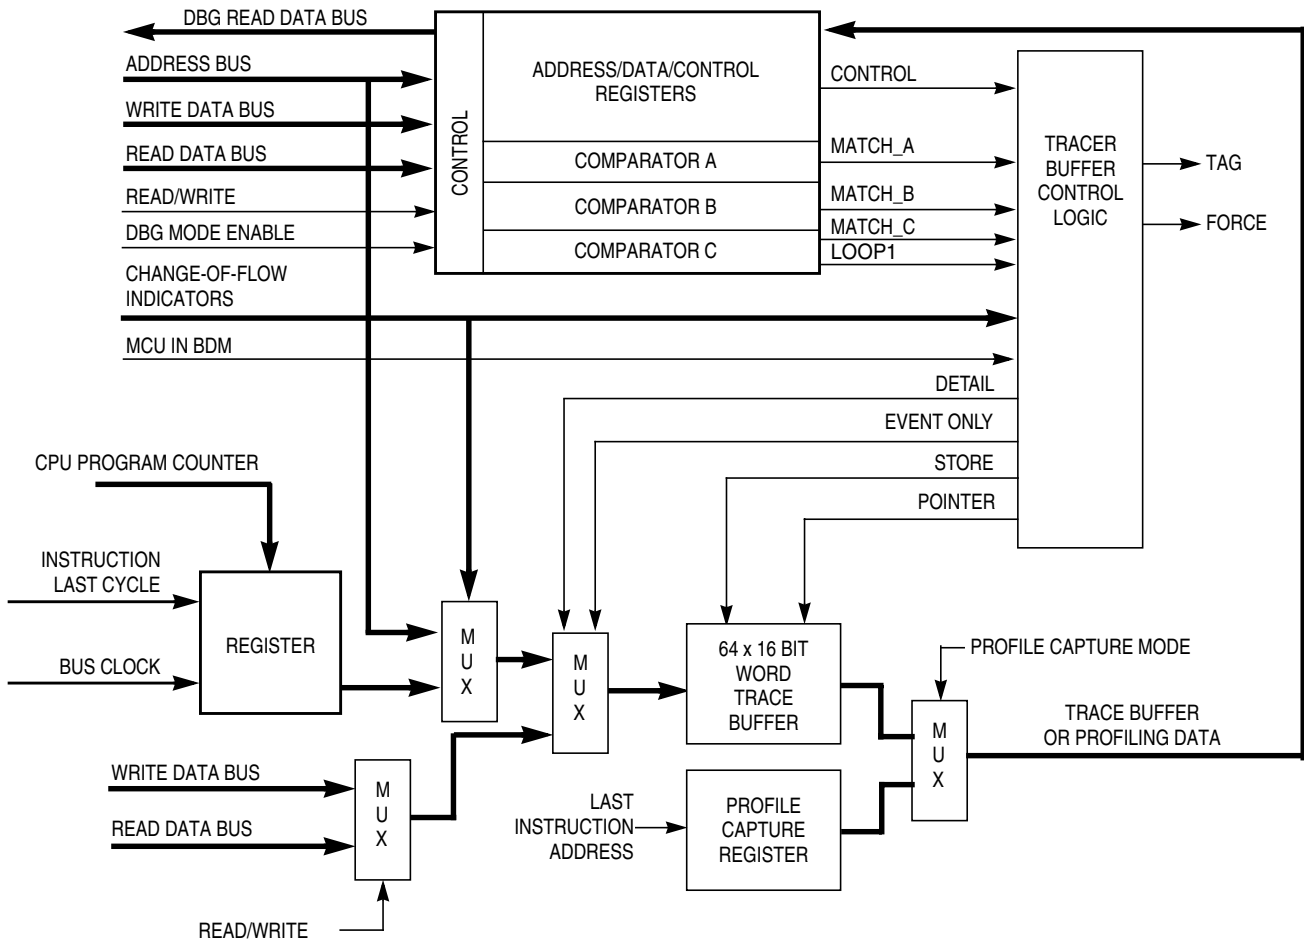 DBG READ DATA BUS
ADDRESS BUS
WRITE DATA BUS
READ DATA BUS
READ/WRITE
DBG MODE ENABLE
CHANGE-OF-FLOW
INDICATORS
MCU IN BDM
CONTROL
ADDRESS/DATA/CONTROL
REGISTERS
COMPARATOR A
COMPARATOR B
COMPARATOR C
CONTROL
MATCH_A
MATCH_B
MATCH_C
LOOP1
TRACER
BUFFER
CONTROL
LOGIC
TAG
FORCE
DETAIL
EVENT ONLY
STORE
POINTER
CPU PROGRAM COUNTER
INSTRUCTION
LAST CYCLE
BUS CLOCK
REGISTER
M
U
X
M
U
X
64 x 16 BIT
WORD
TRACE
BUFFER
PROFILE CAPTURE MODE
M
U
X
TRACE BUFFER
OR PROFILING DATA
WRITE DATA BUS
READ DATA BUS
M
U
X
READ/WRITE
LAST
INSTRUCTION
ADDRESS
PROFILE
CAPTURE
REGISTER